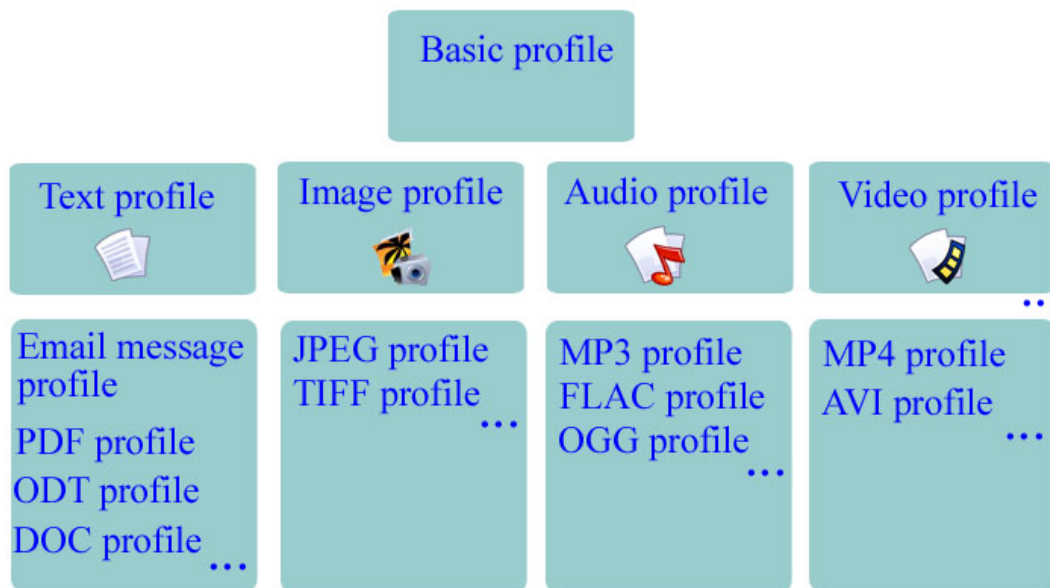 Basic profile
Text profile
Image profile
Audio profile
Video profile
..
Email message
profile
PDF profile
ODT profile
DOC profile
...
JPEG profile
TIFF profile
...
MP3 profile
FLAC profile
OGG profile
...
MP4 profile
AVI profile
...